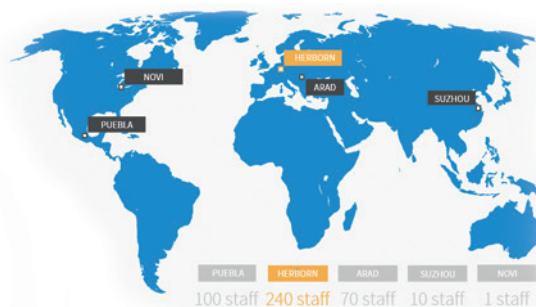 HERBORN
NOVI
ARAD
SUZHOU
PUEBLA
PUEBLA HERBORN ARAD SUZHOU NOVI
100 staff 240 staff 70 staff 10 staff 1 staff